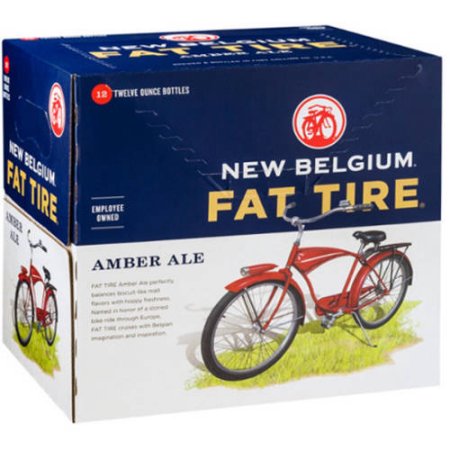 NEW BELGIUM
FAT TIRE
12 TWELVE OUNCE BOTTLES
NEW BELGIUM
FAT TIRE®
EMPLOYEE
OWNED
AMBER ALE
FAT TIRE Amber Ale perfectly
balances biscuit-like malt
flavors with hoppy freshness.
Named in honor of a storied
bike ride through Europe,
FAT TIRE cruises with Belgian
imagination and inspiration.
AMBER
ALE